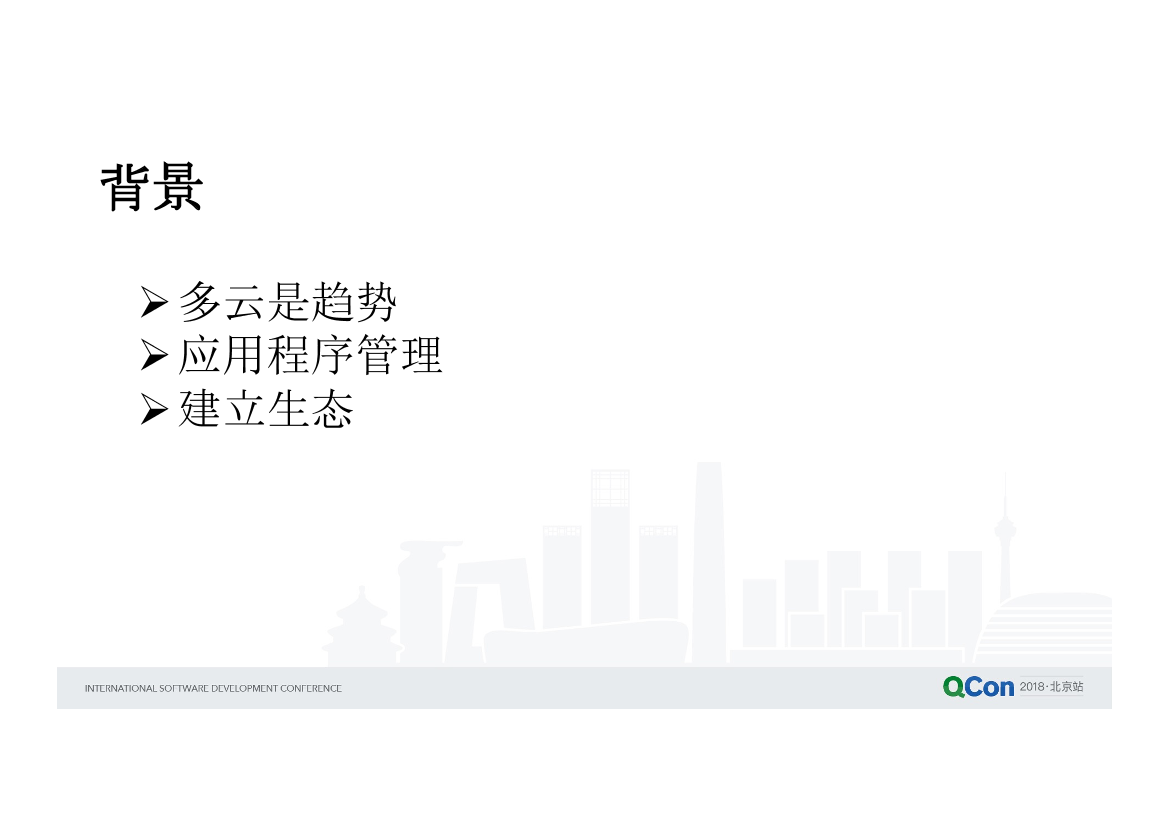 背景
➢多云是趋势
➢应用程序管理
➢建立生态
INTERNATIONAL SOFTWARE DEVELOPMENT CONFERENCE
QCon 2018·北京站